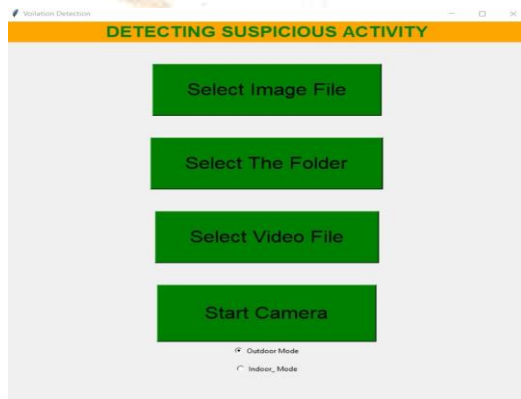 Voilation Detection
DETECTING SUSPICIOUS ACTIVITY
Select Image File
Select The Folder
Select Video File
Start Camera
Outdoor Mode
Indoor_ Mode